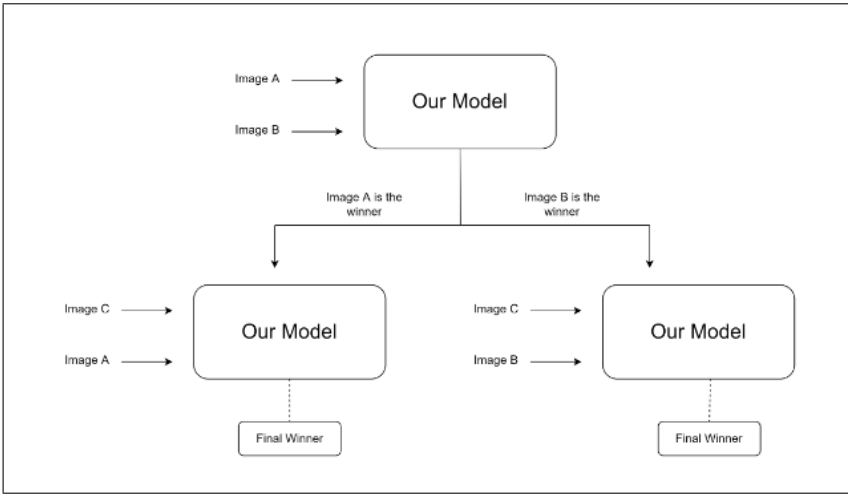 Image A
Our Model
Image B
Image A is the
winner
Image B is the
winner
Image C
Our Model
Image A
Image C
Our Model
Image B
Final Winner
Final Winner